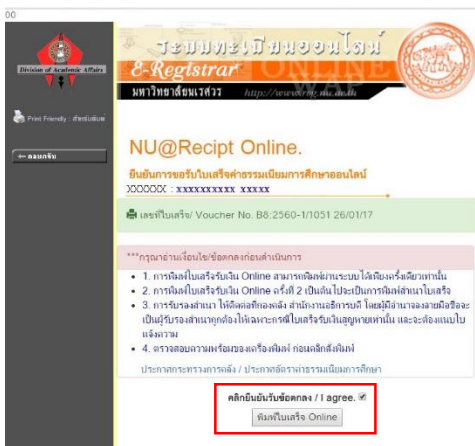 00
ระบบทะเบียนออนไลน์
Division of Academic Affairs
E-Registrar
ONLINE
WAP
มหาวิทยาลัยนเรศวร http://www.reg.nu.ac.th
Print Friendly : สำหรับพิมพ์
ถอยกลับ
NU@Recipt Online.
ยืนยันการขอรับใบเสร็จค่าธรรมเนียมการศึกษาออนไลน์
XXXXXX : xxxxxxxxxx xxxxx
เลขที่ใบเสร็จ/ Voucher No. B8:2560-1/1051 26/01/17
***กรุณาอ่านเงื่อนไข/ข้อตกลงก่อนดำเนินการ
1. การพิมพ์ใบเสร็จรับเงิน Online สามารถพิมพ์ผ่านระบบได้เพียงครั้งเดียวเท่านั้น
2. การพิมพ์ใบเสร็จรับเงิน Online ครั้งที่ 2 เป็นต้นไปจะเป็นการพิมพ์สำเนาใบเสร็จ
3. การรับรองสำเนา ให้ติดต่อที่กองคลัง สำนักงานอธิการบดี โดยผู้มีอำนาจลงลายมือชื่อจะ
เป็นผู้รับรองสำเนาถูกต้องให้เฉพาะกรณีใบเสร็จรับเงินสูญหายเท่านั้น และจะต้องแนบใบ
แจ้งความ
4. ตรวจสอบความพร้อมของเครื่องพิมพ์ ก่อนคลิกสั่งพิมพ์
ประกาศกระทรวงการคลัง / ประกาศอัตราค่าธรรมเนียมการศึกษา
คลิกยืนยันรับข้อตกลง / I agree.
พิมพ์ใบเสร็จ Online